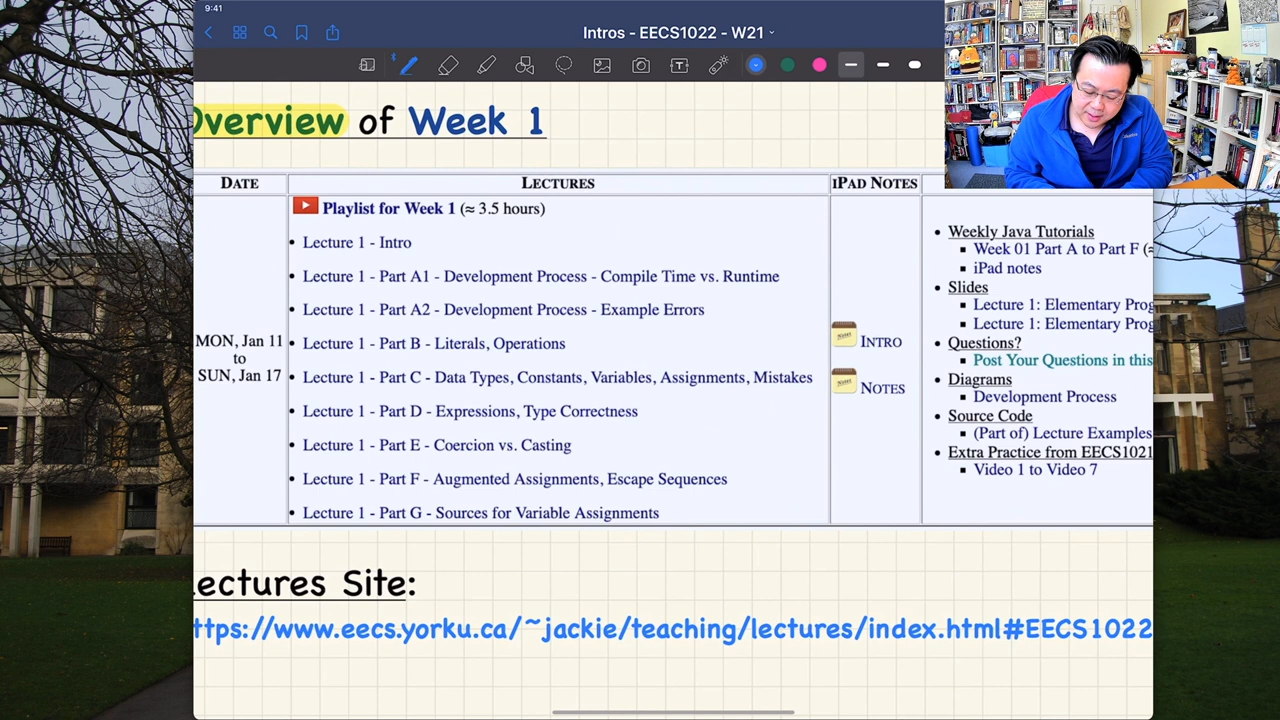 9:41
Intros - EECS1022 - W21
Overview of Week 1
DATE
LECTURES
IPAD NOTES
MON, Jan 11
to
SUN, Jan 17
Playlist for Week 1 (≈ 3.5 hours)
Lecture 1 - Intro
Lecture 1 - Part A1 - Development Process - Compile Time vs. Runtime
Lecture 1 - Part A2 - Development Process - Example Errors
Lecture 1 - Part B - Literals, Operations
Lecture 1 - Part C - Data Types, Constants, Variables, Assignments, Mistakes
Lecture 1 - Part D - Expressions, Type Correctness
Lecture 1 - Part E - Coercion vs. Casting
Lecture 1 - Part F - Augmented Assignments, Escape Sequences
Lecture 1 - Part G - Sources for Variable Assignments
INTRO
NOTES
Weekly Java Tutorials
Week 01 Part A to Part F (≈
iPad notes
Slides
Lecture 1: Elementary Prog
Lecture 1: Elementary Prog
Questions?
Post Your Questions in this
Diagrams
Development Process
Source Code
(Part of) Lecture Examples
Extra Practice from EECS1021
Video 1 to Video 7
ectures Site:
ttps://www.eecs.yorku.ca/~jackie/teaching/lectures/index.html#EECS1022